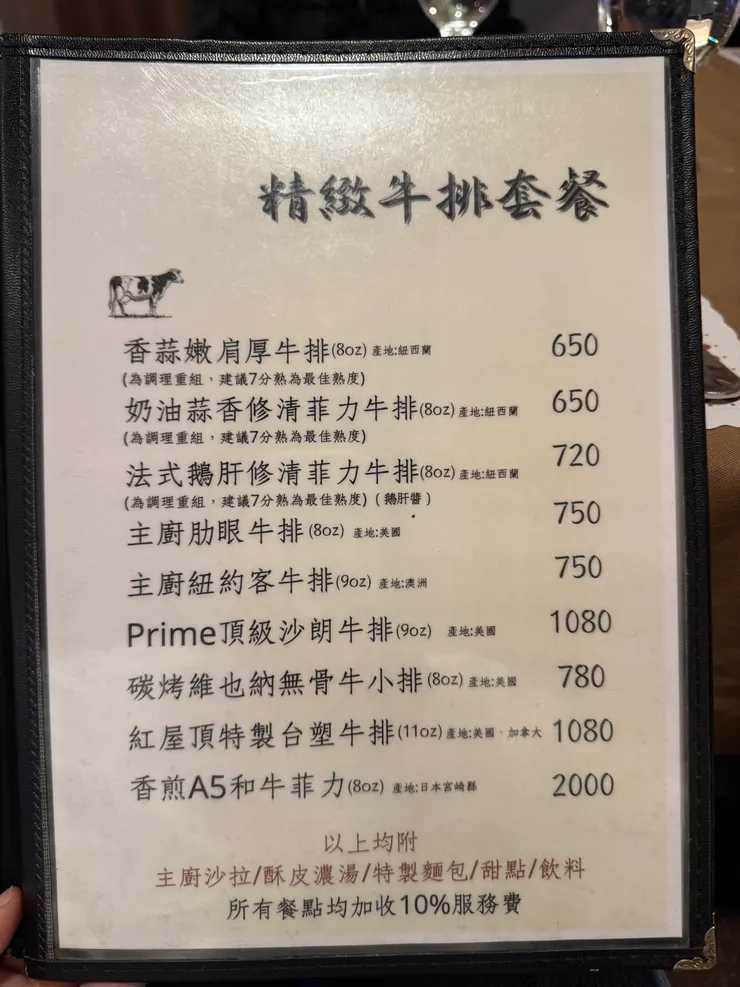 精緻牛排套餐
香蒜嫩肩厚牛排(8oz) 產地:紐西蘭 650
(為調理重組，建議7分熟為最佳熟度)
奶油蒜香修清菲力牛排(8oz) 產地:紐西蘭 650
(為調理重組，建議7分熟為最佳熟度)
法式鵝肝修清菲力牛排(8oz) 產地:紐西蘭 720
(為調理重組，建議7分熟為最佳熟度) (鵝肝醬)
主廚肋眼牛排(8oz) 產地:美國 750
主廚紐約客牛排(9oz) 產地:澳洲 750
Prime頂級沙朗牛排(9oz) 產地:美國 1080
碳烤維也納無骨牛小排(8oz) 產地:美國 780
紅屋頂特製台塑牛排(11oz) 產地:美國、加拿大 1080
香煎A5和牛菲力(8oz) 產地:日本宮崎縣 2000
以上均附
主廚沙拉/酥皮濃湯/特製麵包/甜點/飲料
所有餐點均加收10%服務費